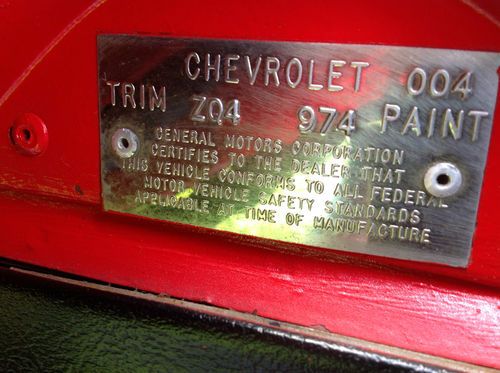 CHEVROLET 004
TRIM ZQ4 974 PAINT
GENERAL MOTORS CORPORATION
CERTIFIES TO THE DEALER THAT
THIS VEHICLE CONFORMS TO ALL FEDERAL
MOTOR VEHICLE SAFETY STANDARDS
APPLICABLE AT TIME OF MANUFACTURE